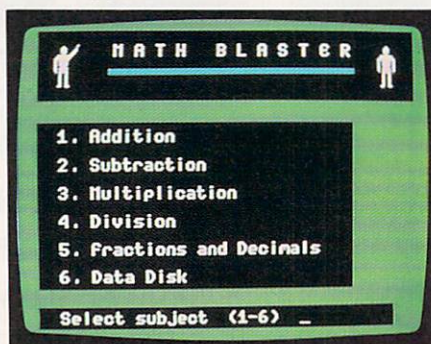 MATH BLASTER
1. Addition
2. Subtraction
3. Multiplication
4. Division
5. Fractions and Decimals
6. Data Disk
Select subject (1-6) _